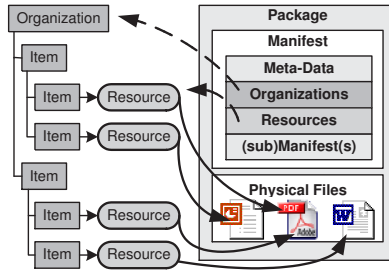 Organization
Item
Item Resource
Item Resource
Item
Item Resource
Item Resource
Package
Manifest
Meta-Data
Organizations
Resources
(sub)Manifest(s)
Physical Files
PDF
W
Adobe